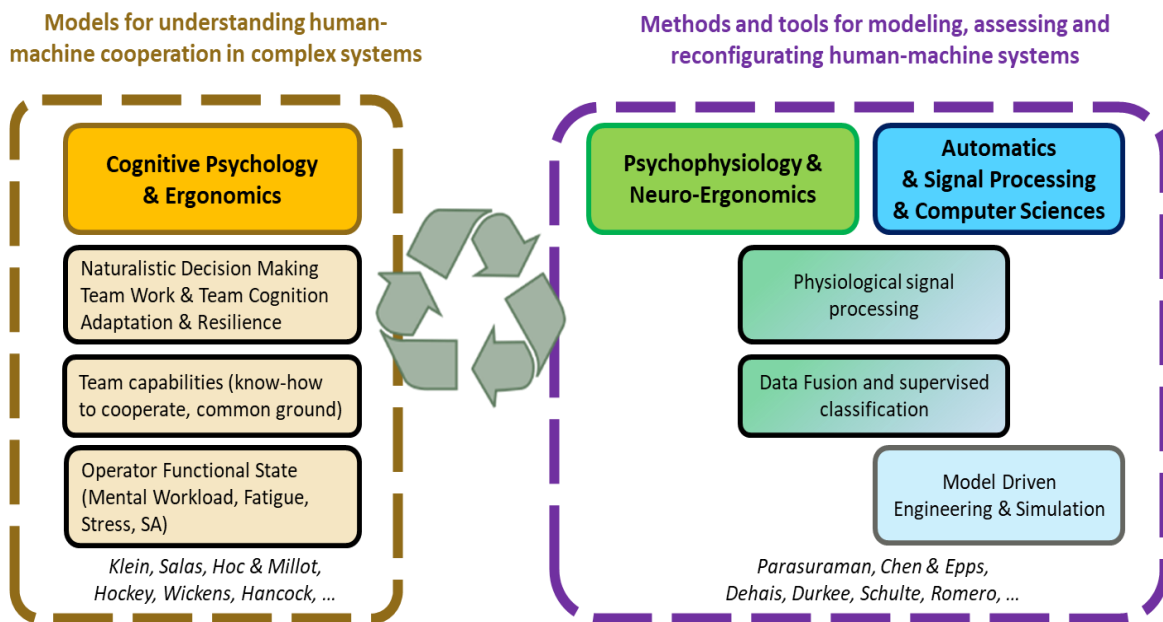 Models for understanding human-
machine cooperation in complex systems
Methods and tools for modeling, assessing and
reconfigurating human-machine systems
Cognitive Psychology
& Ergonomics
Naturalistic Decision Making
Team Work & Team Cognition
Adaptation & Resilience
Team capabilities (know-how
to cooperate, common ground)
Operator Functional State
(Mental Workload, Fatigue,
Stress, SA)
Klein, Salas, Hoc & Millot,
Hockey, Wickens, Hancock, ...
Psychophysiology &
Neuro-Ergonomics
Automatics
& Signal Processing
& Computer Sciences
Physiological signal
processing
Data Fusion and supervised
classification
Model Driven
Engineering & Simulation
Parasuraman, Chen & Epps,
Dehais, Durkee, Schulte, Romero, ...